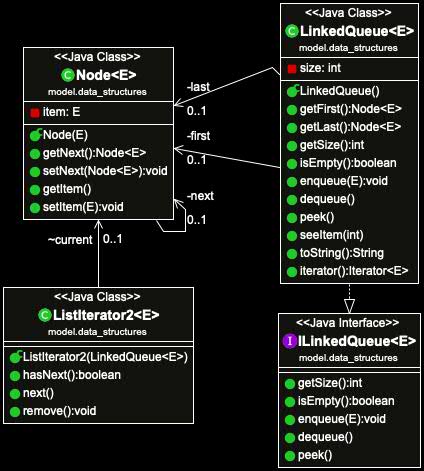 <<Java Class>>
Node<E>
model.data_structures
item: E
Node(E)
getNext():Node<E>
setNext(Node<E>):void
getItem()
setItem(E):void
<<Java Class>>
LinkedQueue<E>
model.data_structures
size: int
LinkedQueue()
getFirst():Node<E>
getLast():Node<E>
getSize():int
isEmpty():boolean
enqueue(E):void
dequeue()
peek()
seeItem(int)
toString():String
iterator():Iterator<E>
-last
0..1
-first
0..1
-next
0..1
~current
0..1
<<Java Class>>
ListIterator2<E>
model.data_structures
ListIterator2(LinkedQueue<E>)
hasNext():boolean
next()
remove():void
<<Java Interface>>
ILinkedQueue<E>
model.data_structures
getSize():int
isEmpty():boolean
enqueue(E):void
dequeue()
peek()